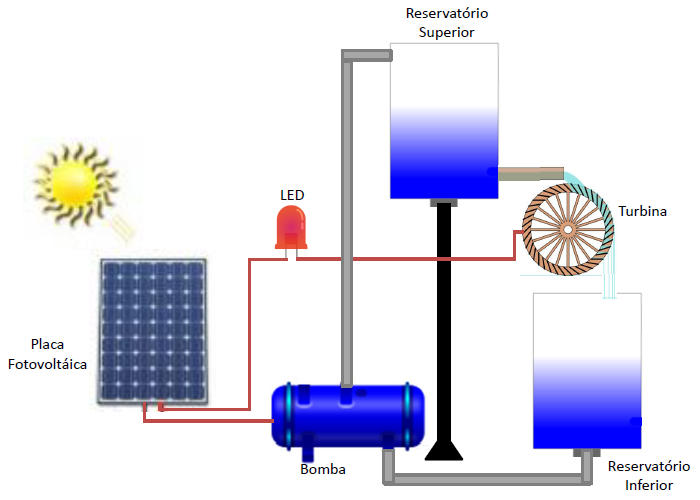 Reservatório
Superior
LED
Turbina
Placa
Fotovoltáica
Bomba
Reservatório
Inferior